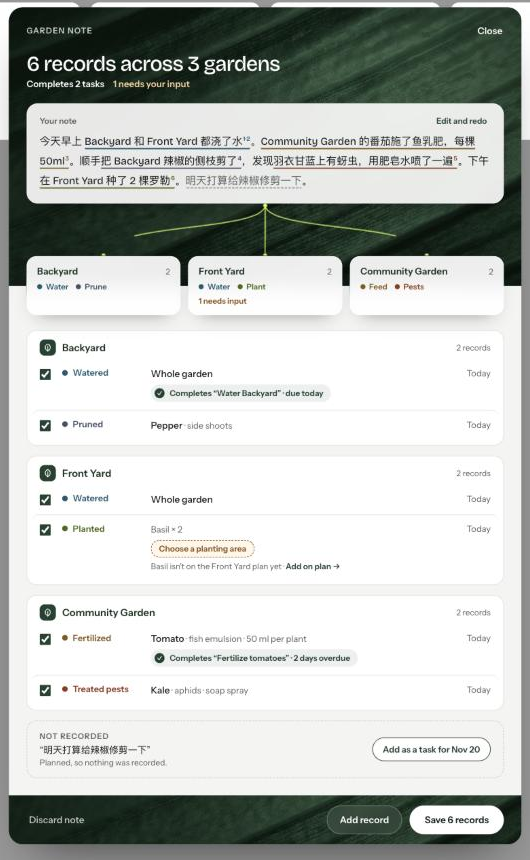 GARDEN NOTE
Close
6 records across 3 gardens
Completes 2 tasks 1 needs your input
Your note
Edit and redo
今天早上 Backyard 和 Front Yard 都浇了水¹². Community Garden 的番茄施了鱼乳肥，每棵
50ml³。顺手把 Backyard 辣椒的侧枝剪了⁴，发现羽衣甘蓝上有蚜虫，用肥皂水喷了一遍⁵。下午
在 Front Yard 种了 2 棵罗勒⁶。明天打算给辣椒修剪一下。
Backyard 2
Water Prune
Front Yard 2
Water Plant
1 needs input
Community Garden 2
Feed Pests
Backyard 2 records
Watered Whole garden Today
Completes “Water Backyard” · due today
Pruned Pepper · side shoots Today
Front Yard 2 records
Watered Whole garden Today
Planted Basil × 2 Today
Choose a planting area
Basil isn't on the Front Yard plan yet · Add on plan →
Community Garden 2 records
Fertilized Tomato · fish emulsion · 50 ml per plant Today
Completes “Fertilize tomatoes” · 2 days overdue
Treated pests Kale · aphids · soap spray Today
NOT RECORDED
“明天打算给辣椒修剪一下”
Planned, so nothing was recorded.
Add as a task for Nov 20
Discard note
Add record
Save 6 records